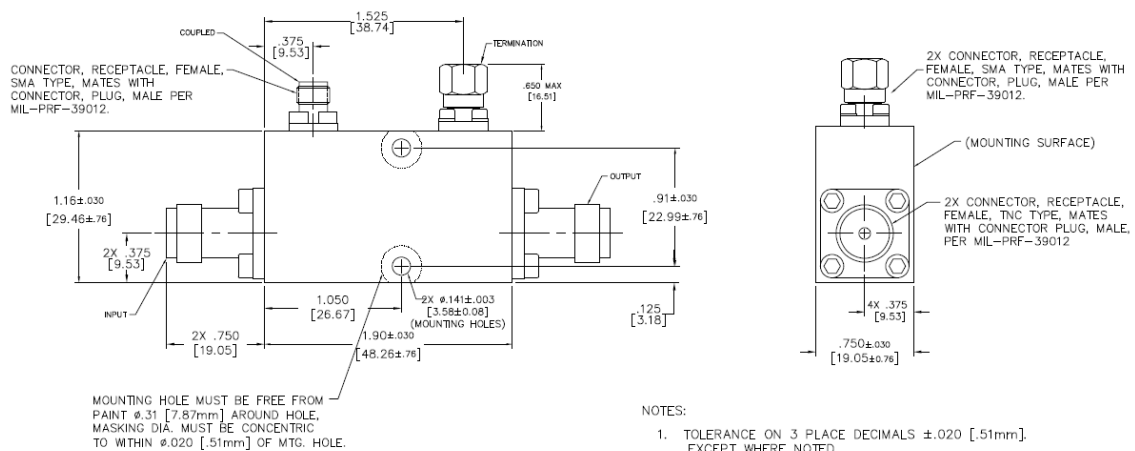 1.525
[38.74]
COUPLED
.375
[9.53]
TERMINATION
CONNECTOR, RECEPTACLE, FEMALE,
SMA TYPE, MATES WITH
CONNECTOR, PLUG, MALE PER
MIL-PRF-39012.
.650 MAX
[16.51]
2X CONNECTOR, RECEPTACLE,
FEMALE, SMA TYPE, MATES WITH
CONNECTOR, PLUG, MALE PER
MIL-PRF-39012.
(MOUNTING SURFACE)
1.16±.030
[29.46±.76]
OUTPUT
.91±.030
[22.99±.76]
2X CONNECTOR, RECEPTACLE,
FEMALE, TNC TYPE, MATES
WITH CONNECTOR PLUG, MALE,
PER MIL-PRF-39012
2X .375
[9.53]
INPUT
1.050
[26.67]
2X ø.141±.003
[3.58±0.08]
(MOUNTING HOLES)
.125
[3.18]
4X .375
[9.53]
2X .750
[19.05]
1.90±.030
[48.26±.76]
.750±.030
[19.05±0.76]
MOUNTING HOLE MUST BE FREE FROM
PAINT ø.31 [7.87mm] AROUND HOLE,
MASKING DIA. MUST BE CONCENTRIC
TO WITHIN ø.020 [.51mm] OF MTG. HOLE.
NOTES:
1. TOLERANCE ON 3 PLACE DECIMALS ±.020 [.51mm].
EXCEPT WHERE NOTED